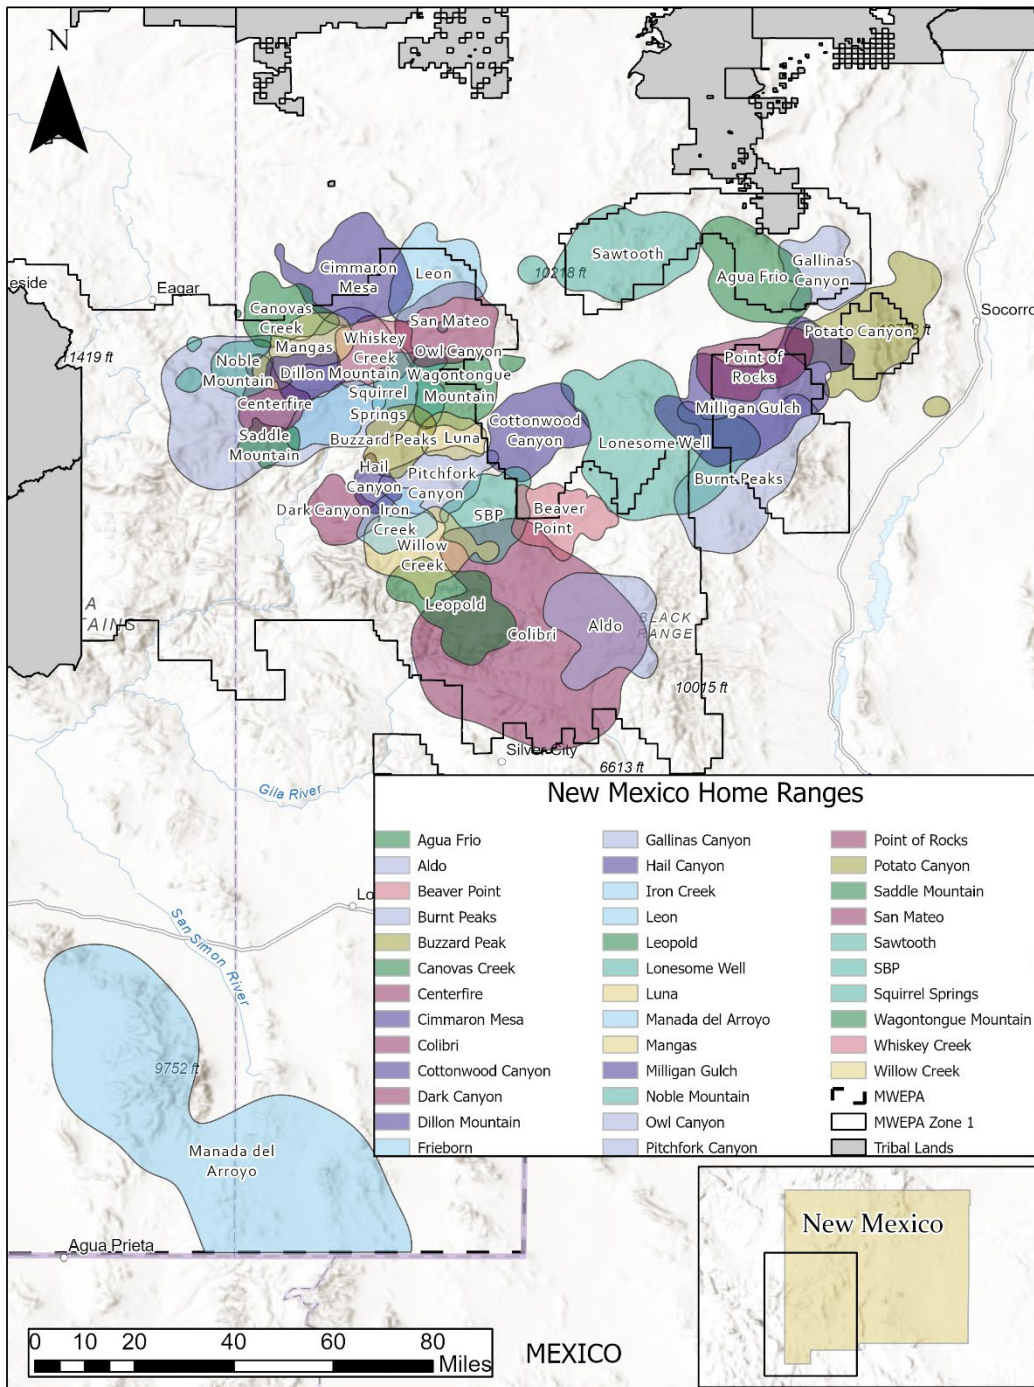 N
Sawtooth
10218 ft
Agua Frio
Gallinas
Canyon
Cimmaron
Mesa
Leon
eside
Eagar
Canovas
Creek
San Mateo
Socorro
Potato Canyon
Mangas
Whiskey
Creek
Owl Canyon
11419 ft
Noble
Mountain
Dillon Mountain
Wagontongue
Mountain
Point of
Rocks
Squirrel
Springs
Centerfire
Milligan Gulch
Saddle
Mountain
Buzzard Peaks
Luna
Cottonwood
Canyon
Lonesome Well
Hail
Canyon
Pitchfork
Canyon
Burnt Peaks
Dark Canyon
Iron
Creek
SBP
Beaver
Point
Willow
Creek
Leopold
A
TAINS
Colibri
Aldo
BLACK
RANGE
10015 ft
Silver City
6613 ft
Gila River
San Simon River
Lo
9752 ft
Manada del
Arroyo
Agua Prieta
New Mexico Home Ranges
Agua Frio
Aldo
Beaver Point
Burnt Peaks
Buzzard Peak
Canovas Creek
Centerfire
Cimmaron Mesa
Colibri
Cottonwood Canyon
Dark Canyon
Dillon Mountain
Frieborn
Gallinas Canyon
Hail Canyon
Iron Creek
Leon
Leopold
Lonesome Well
Luna
Manada del Arroyo
Mangas
Milligan Gulch
Noble Mountain
Owl Canyon
Pitchfork Canyon
Point of Rocks
Potato Canyon
Saddle Mountain
San Mateo
Sawtooth
SBP
Squirrel Springs
Wagontongue Mountain
Whiskey Creek
Willow Creek
MWEPA
MWEPA Zone 1
Tribal Lands
New Mexico
0 10 20 40 60 80
Miles
MEXICO